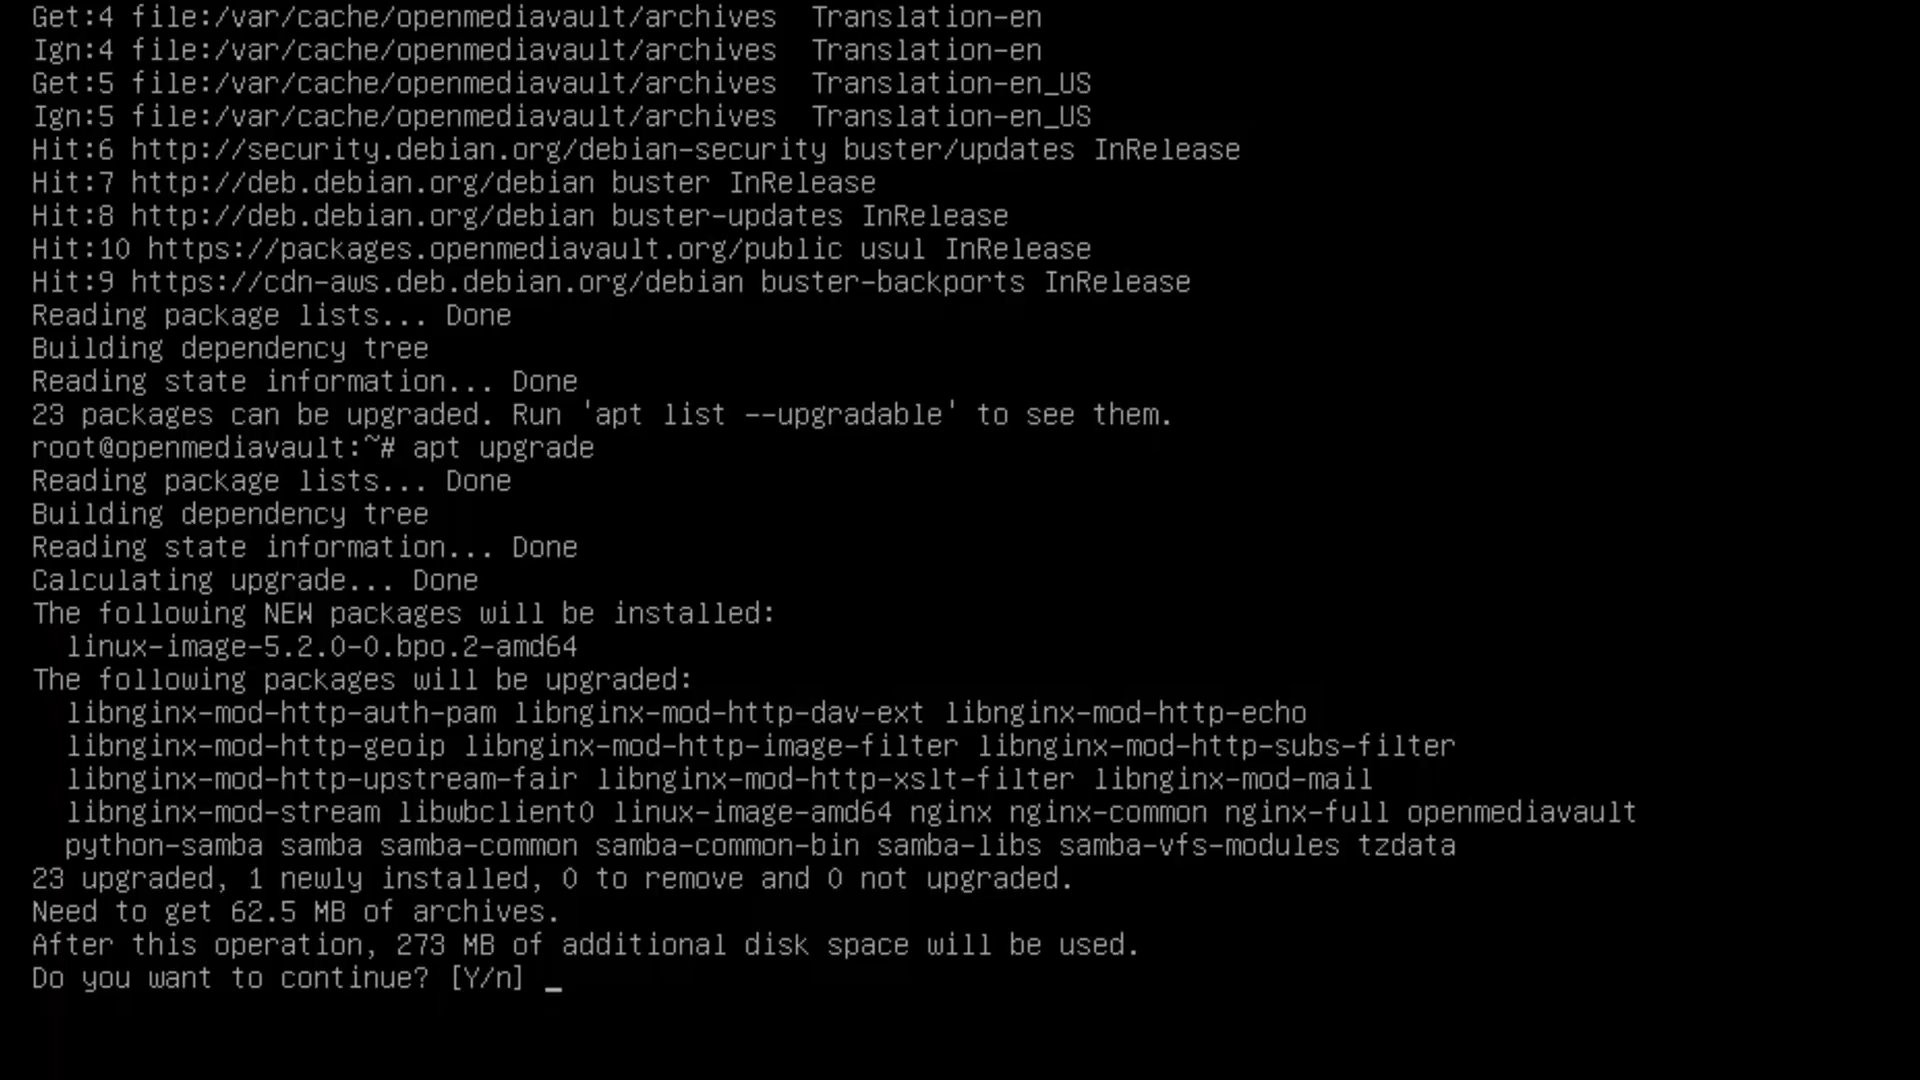 Get:4 file:/var/cache/openmediavault/archives  Translation-en
Ign:4 file:/var/cache/openmediavault/archives  Translation-en
Get:5 file:/var/cache/openmediavault/archives  Translation-en_US
Ign:5 file:/var/cache/openmediavault/archives  Translation-en_US
Hit:6 http://security.debian.org/debian-security buster/updates InRelease
Hit:7 http://deb.debian.org/debian buster InRelease
Hit:8 http://deb.debian.org/debian buster-updates InRelease
Hit:10 https://packages.openmediavault.org/public usul InRelease
Hit:9 https://cdn-aws.deb.debian.org/debian buster-backports InRelease
Reading package lists... Done
Building dependency tree
Reading state information... Done
23 packages can be upgraded. Run 'apt list --upgradable' to see them.
root@openmediavault:~# apt upgrade
Reading package lists... Done
Building dependency tree
Reading state information... Done
Calculating upgrade... Done
The following NEW packages will be installed:
  linux-image-5.2.0-0.bpo.2-amd64
The following packages will be upgraded:
  libnginx-mod-http-auth-pam libnginx-mod-http-dav-ext libnginx-mod-http-echo
  libnginx-mod-http-geoip libnginx-mod-http-image-filter libnginx-mod-http-subs-filter
  libnginx-mod-http-upstream-fair libnginx-mod-http-xslt-filter libnginx-mod-mail
  libnginx-mod-stream libwbclient0 linux-image-amd64 nginx nginx-common nginx-full openmediavault
  python-samba samba samba-common samba-common-bin samba-libs samba-vfs-modules tzdata
23 upgraded, 1 newly installed, 0 to remove and 0 not upgraded.
Need to get 62.5 MB of archives.
After this operation, 273 MB of additional disk space will be used.
Do you want to continue? [Y/n] _